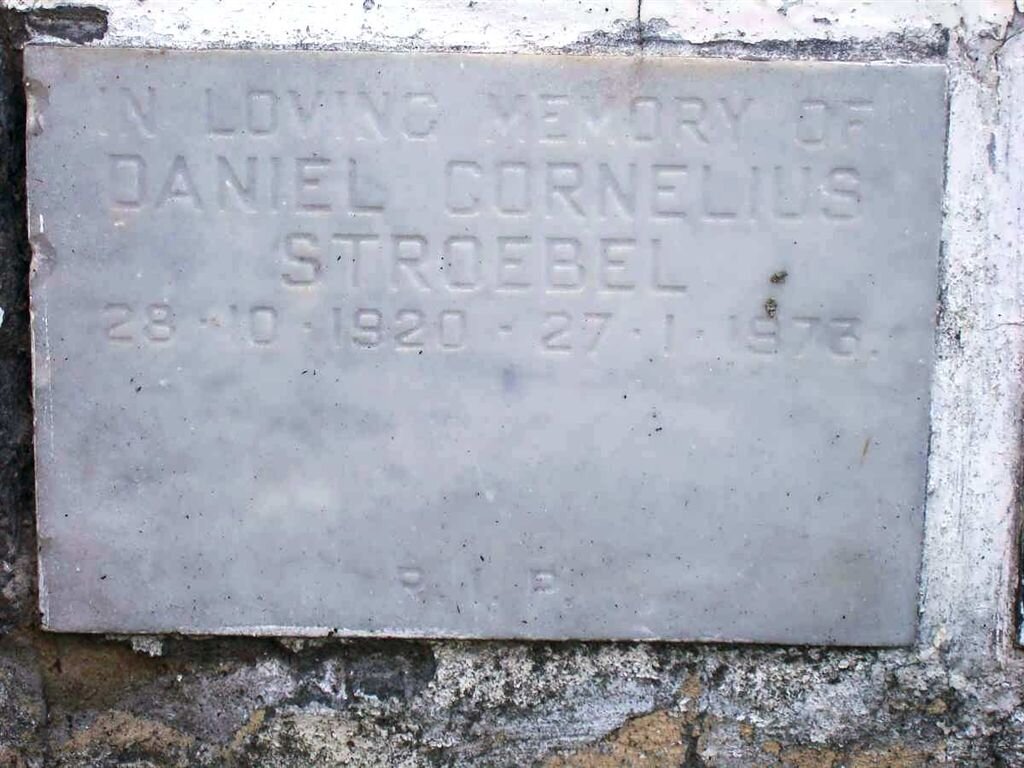 IN LOVING MEMORY OF
DANIEL CORNELIUS
STROEBEL
28·10·1920 - 27·1·1973.
R.I.P.